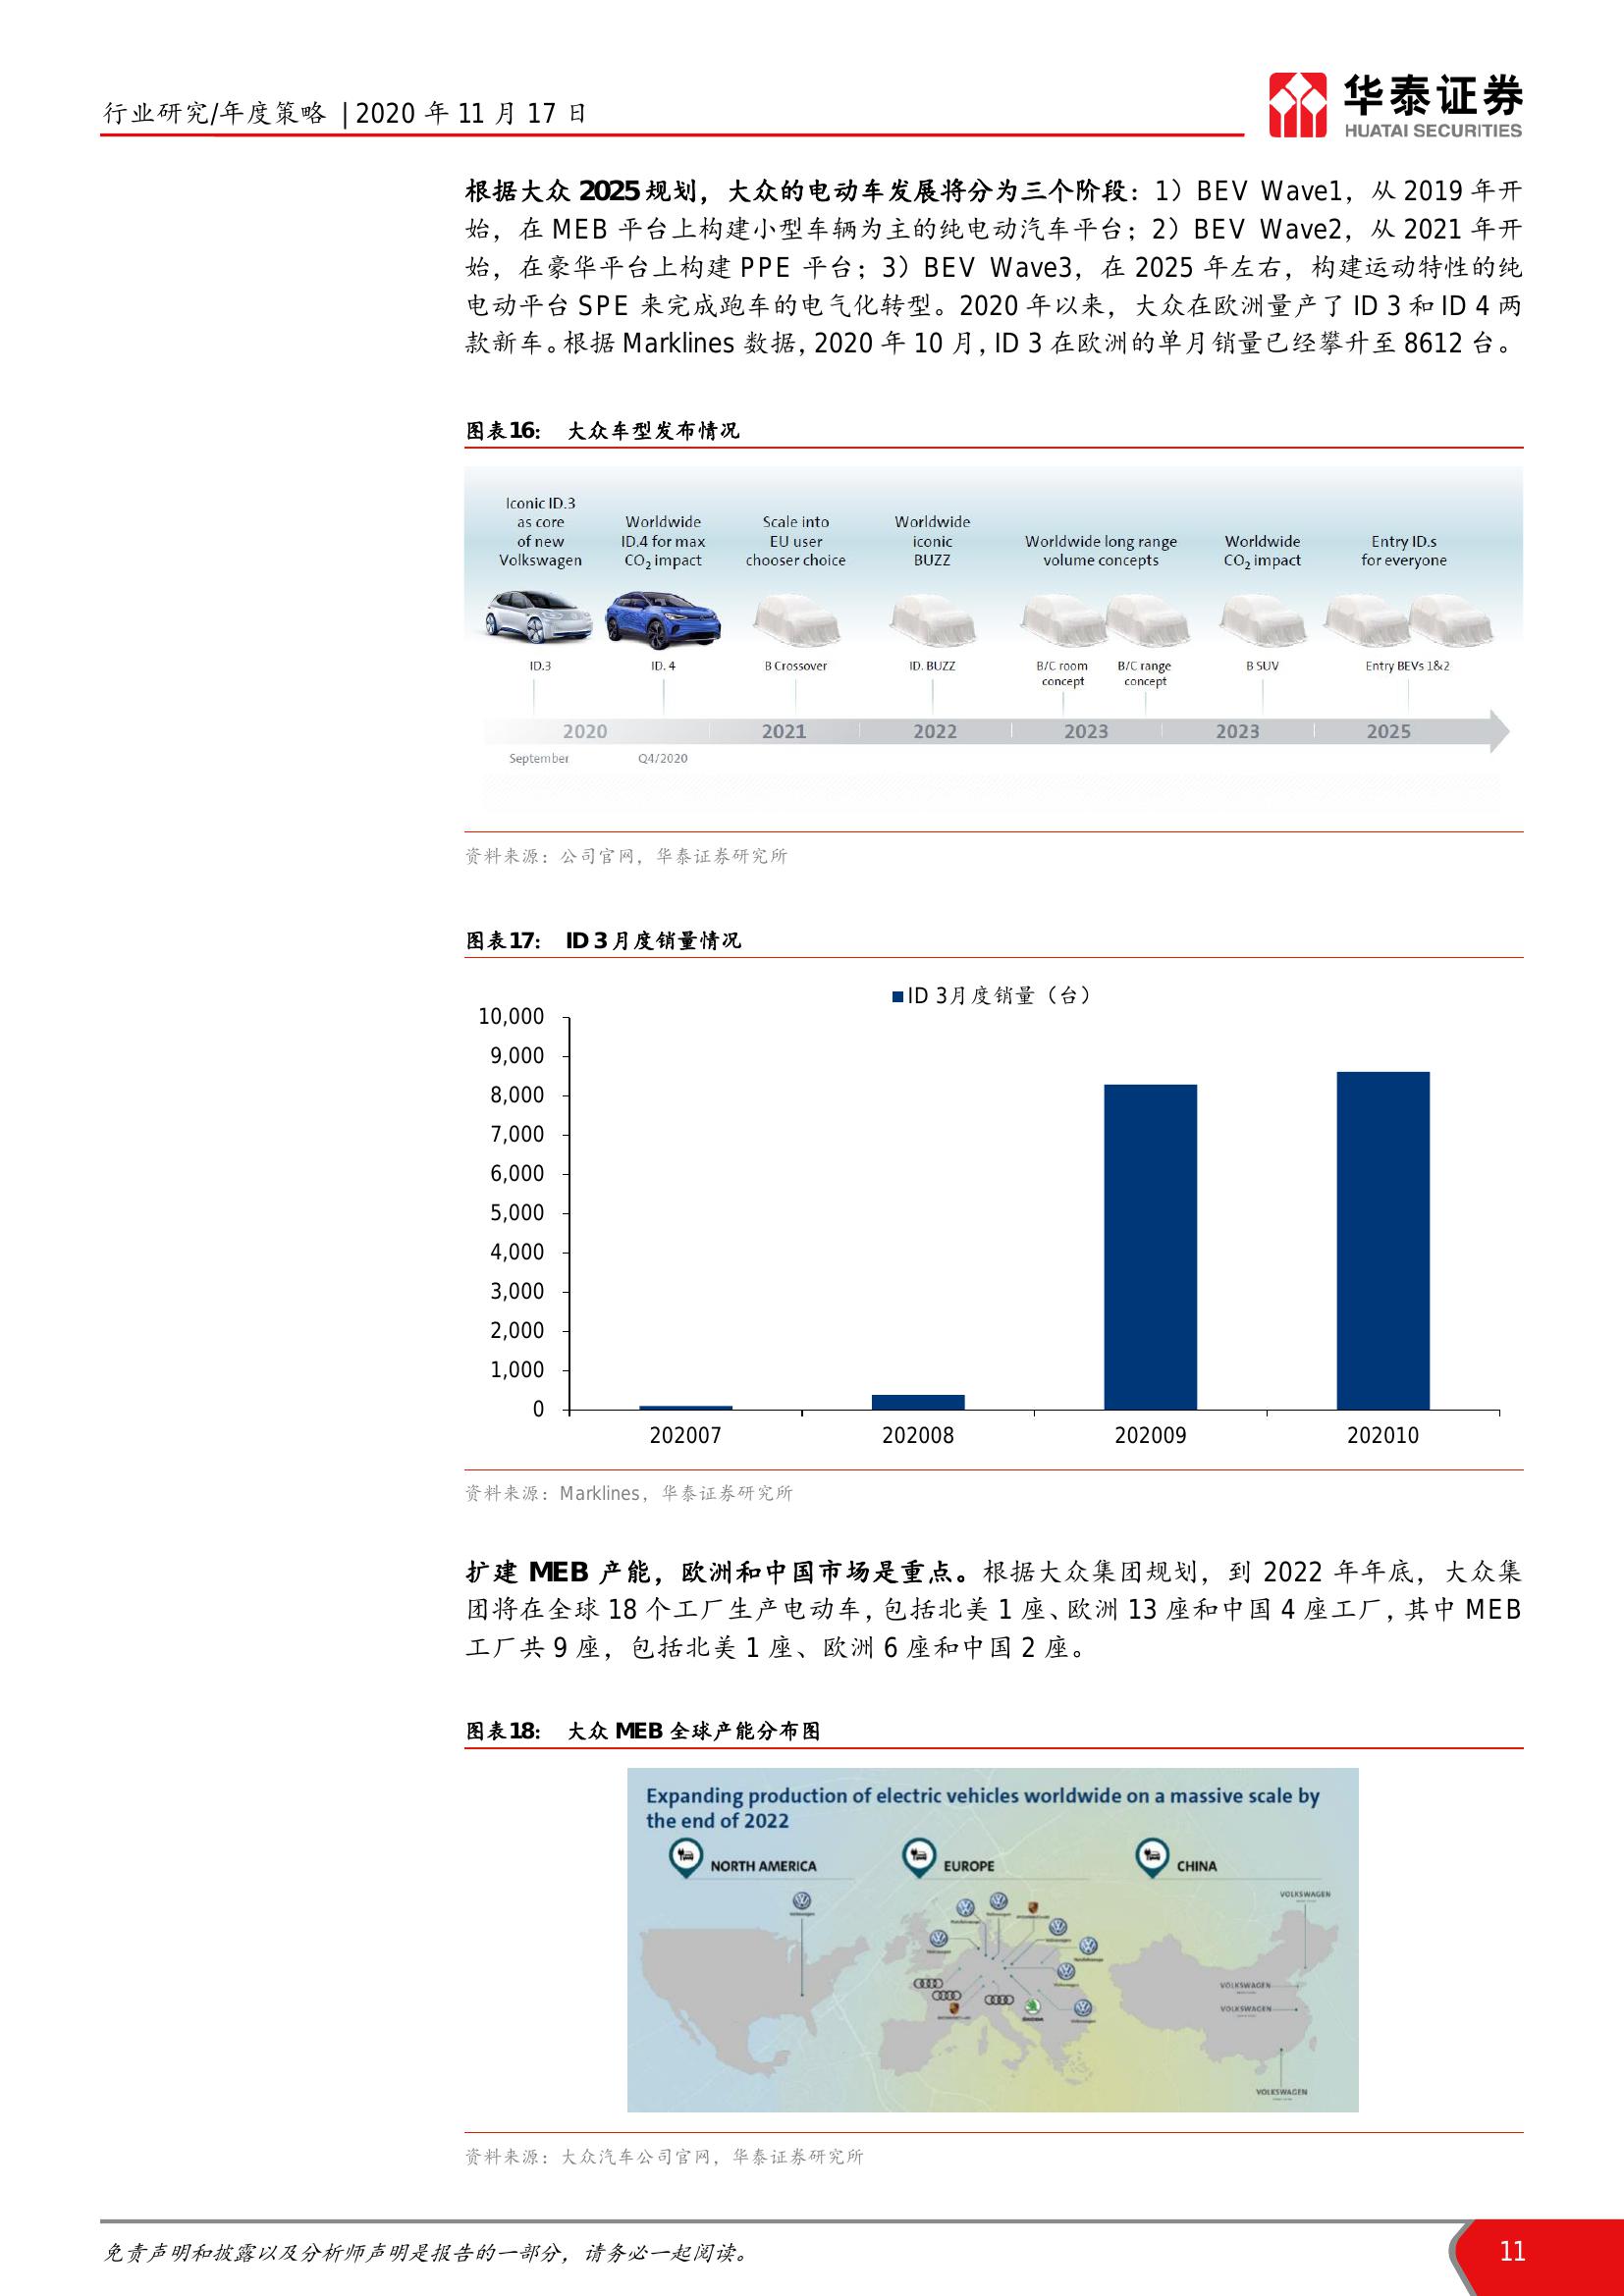 行业研究/年度策略 | 2020 年 11 月 17 日
华泰证券
HUATAI SECURITIES
根据大众 2025 规划，大众的电动车发展将分为三个阶段：1）BEV Wave1，从 2019 年开
始，在 MEB 平台上构建小型车辆为主的纯电动汽车平台；2）BEV Wave2，从 2021 年开
始，在豪华平台上构建 PPE 平台；3）BEV Wave3，在 2025 年左右，构建运动特性的纯
电动平台 SPE 来完成跑车的电气化转型。2020 年以来，大众在欧洲量产了 ID 3 和 ID 4 两
款新车。根据 Marklines 数据，2020 年 10 月，ID 3 在欧洲的单月销量已经攀升至 8612 台。
图表16： 大众车型发布情况
Iconic ID.3
as core
of new
Volkswagen
Worldwide
ID.4 for max
CO₂ impact
Scale into
EU user
chooser choice
Worldwide
iconic
BUZZ
Worldwide long range
volume concepts
Worldwide
CO₂ impact
Entry ID.s
for everyone
ID.3
ID. 4
B Crossover
ID. BUZZ
B/C room
concept
B/C range
concept
B SUV
Entry BEVs 1&2
2020 2021 2022 2023 2023 2025
September Q4/2020
资料来源：公司官网，华泰证券研究所
图表17： ID 3 月度销量情况
ID 3月度销量（台）
10,000
9,000
8,000
7,000
6,000
5,000
4,000
3,000
2,000
1,000
0
202007 202008 202009 202010
资料来源：Marklines，华泰证券研究所
扩建 MEB 产能，欧洲和中国市场是重点。根据大众集团规划，到 2022 年年底，大众集
团将在全球 18 个工厂生产电动车，包括北美 1 座、欧洲 13 座和中国 4 座工厂，其中 MEB
工厂共 9 座，包括北美 1 座、欧洲 6 座和中国 2 座。
图表18： 大众 MEB 全球产能分布图
Expanding production of electric vehicles worldwide on a massive scale by
the end of 2022
NORTH AMERICA
EUROPE
CHINA
VOLKSWAGEN
VOLKSWAGEN
VOLKSWAGEN
VOLKSWAGEN
资料来源：大众汽车公司官网，华泰证券研究所
免责声明和披露以及分析师声明是报告的一部分，请务必一起阅读。
11